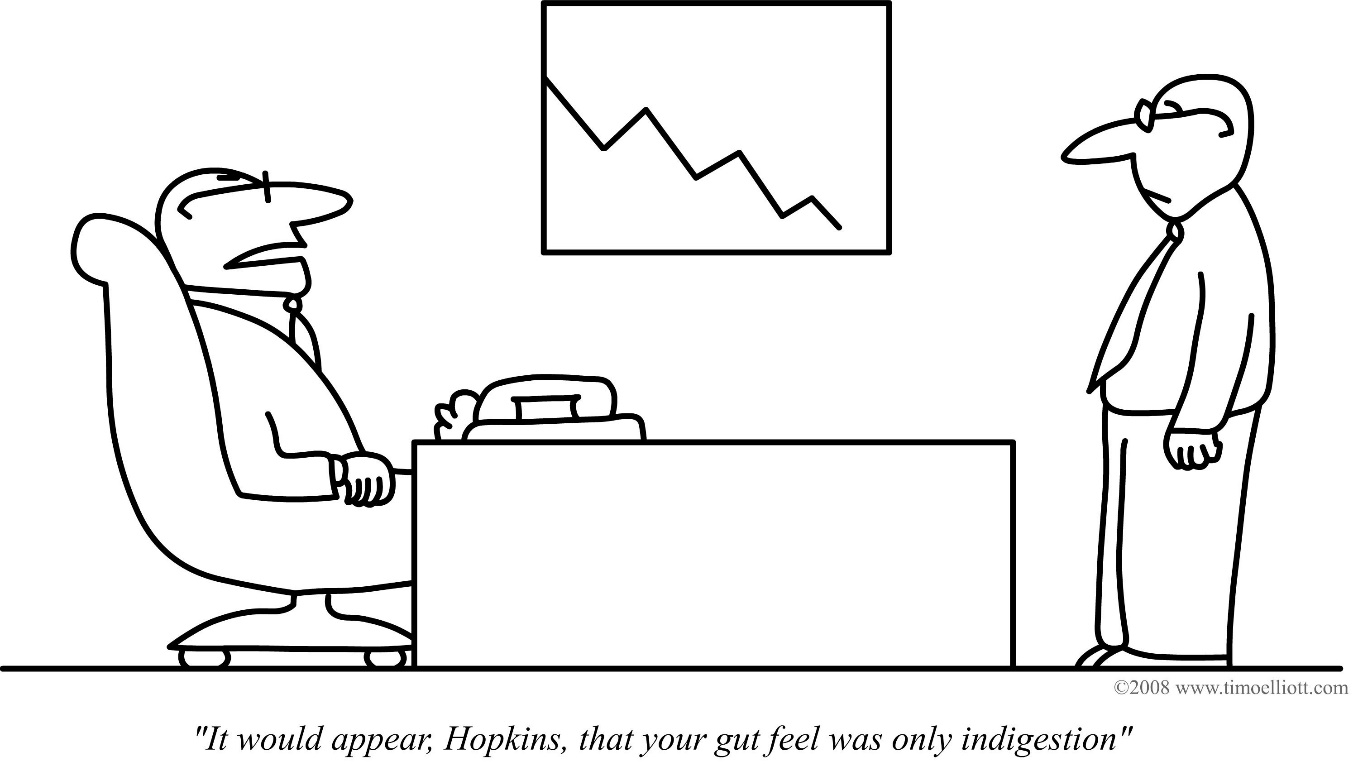 ©2008 www.timoelliott.com
"It would appear, Hopkins, that your gut feel was only indigestion"